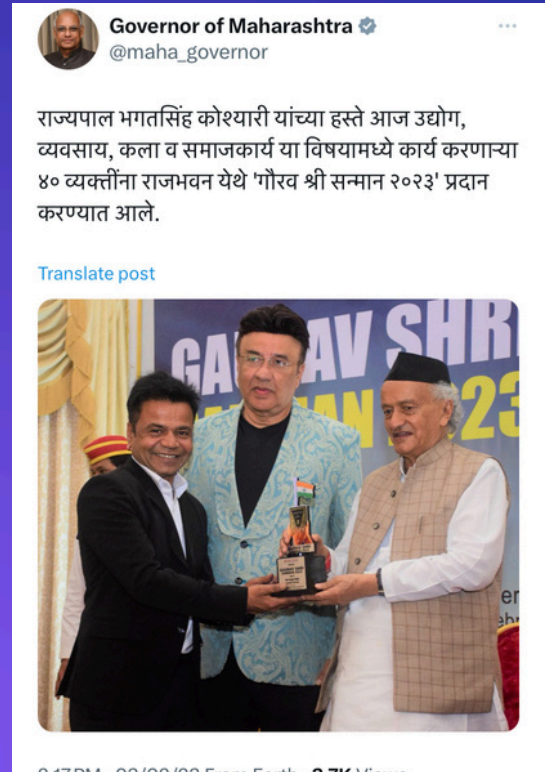 Governor of Maharashtra
@maha_governor
राज्यपाल भगतसिंह कोश्यारी यांच्या हस्ते आज उद्योग,
व्यवसाय, कला व समाजकार्य या विषयामध्ये कार्य करणाऱ्या
४० व्यक्तींना राजभवन येथे 'गौरव श्री सन्मान २०२३' प्रदान
करण्यात आले.
Translate post
SHRI